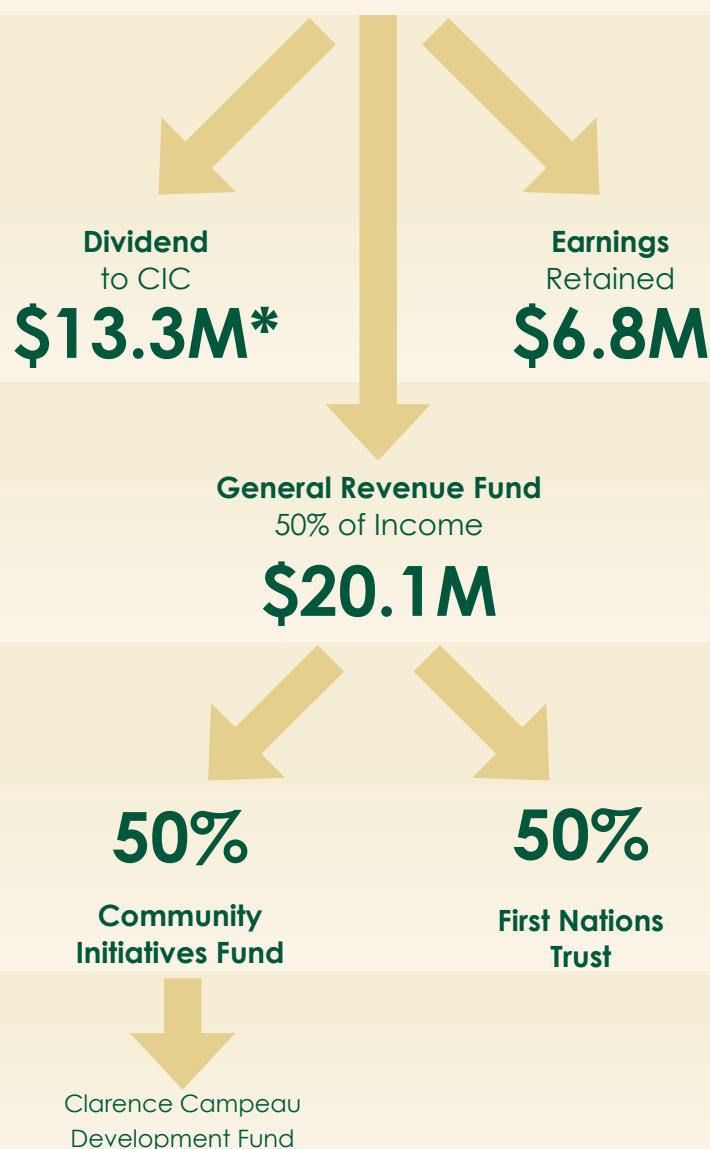 Dividend
to CIC
$13.3M*
Earnings
Retained
$6.8M
General Revenue Fund
50% of Income
$20.1M
50%
Community
Initiatives Fund
50%
First Nations
Trust
Clarence Campeau
Development Fund